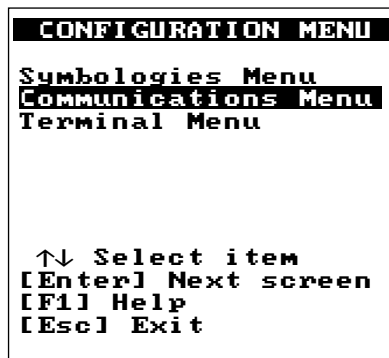 CONFIGURATION MENU
Symbologies Menu
Communications Menu
Terminal Menu
↑↓ Select item
[Enter] Next screen
[F1] Help
[Esc] Exit